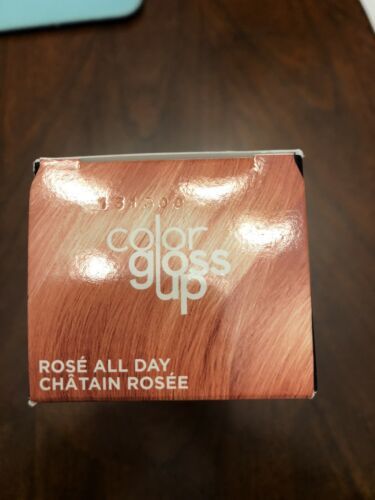 color
gloss
up
ROSÉ ALL DAY
CHÂTAIN ROSÉE